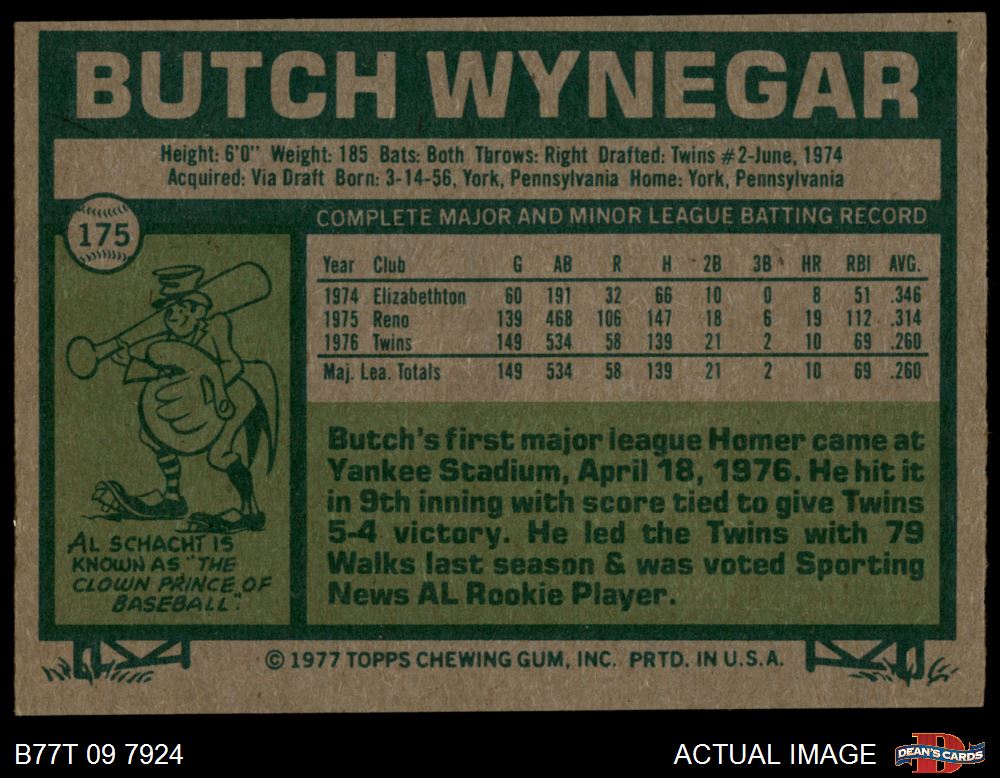 BUTCH WYNEGAR
Height: 6'0" Weight: 185 Bats: Both Throws: Right Drafted: Twins #2-June, 1974
Acquired: Via Draft Born: 3-14-56, York, Pennsylvania Home: York, Pennsylvania
175
COMPLETE MAJOR AND MINOR LEAGUE BATTING RECORD
Year Club G AB R H 2B 3B HR RBI AVG.
1974 Elizabethton 60 191 32 66 10 0 8 51 .346
1975 Reno 139 468 106 147 18 6 19 112 .314
1976 Twins 149 534 58 139 21 2 10 69 .260
Maj. Lea. Totals 149 534 58 139 21 2 10 69 .260
Butch's first major league Homer came at
Yankee Stadium, April 18, 1976. He hit it
in 9th inning with score tied to give Twins
5-4 victory. He led the Twins with 79
Walks last season & was voted Sporting
News AL Rookie Player.
AL SCHACHT IS
KNOWN AS "THE
CLOWN PRINCE OF
BASEBALL".
© 1977 TOPPS CHEWING GUM, INC. PRTD. IN U.S.A.
B77T 09 7924
ACTUAL IMAGE
DEAN'S CARDS